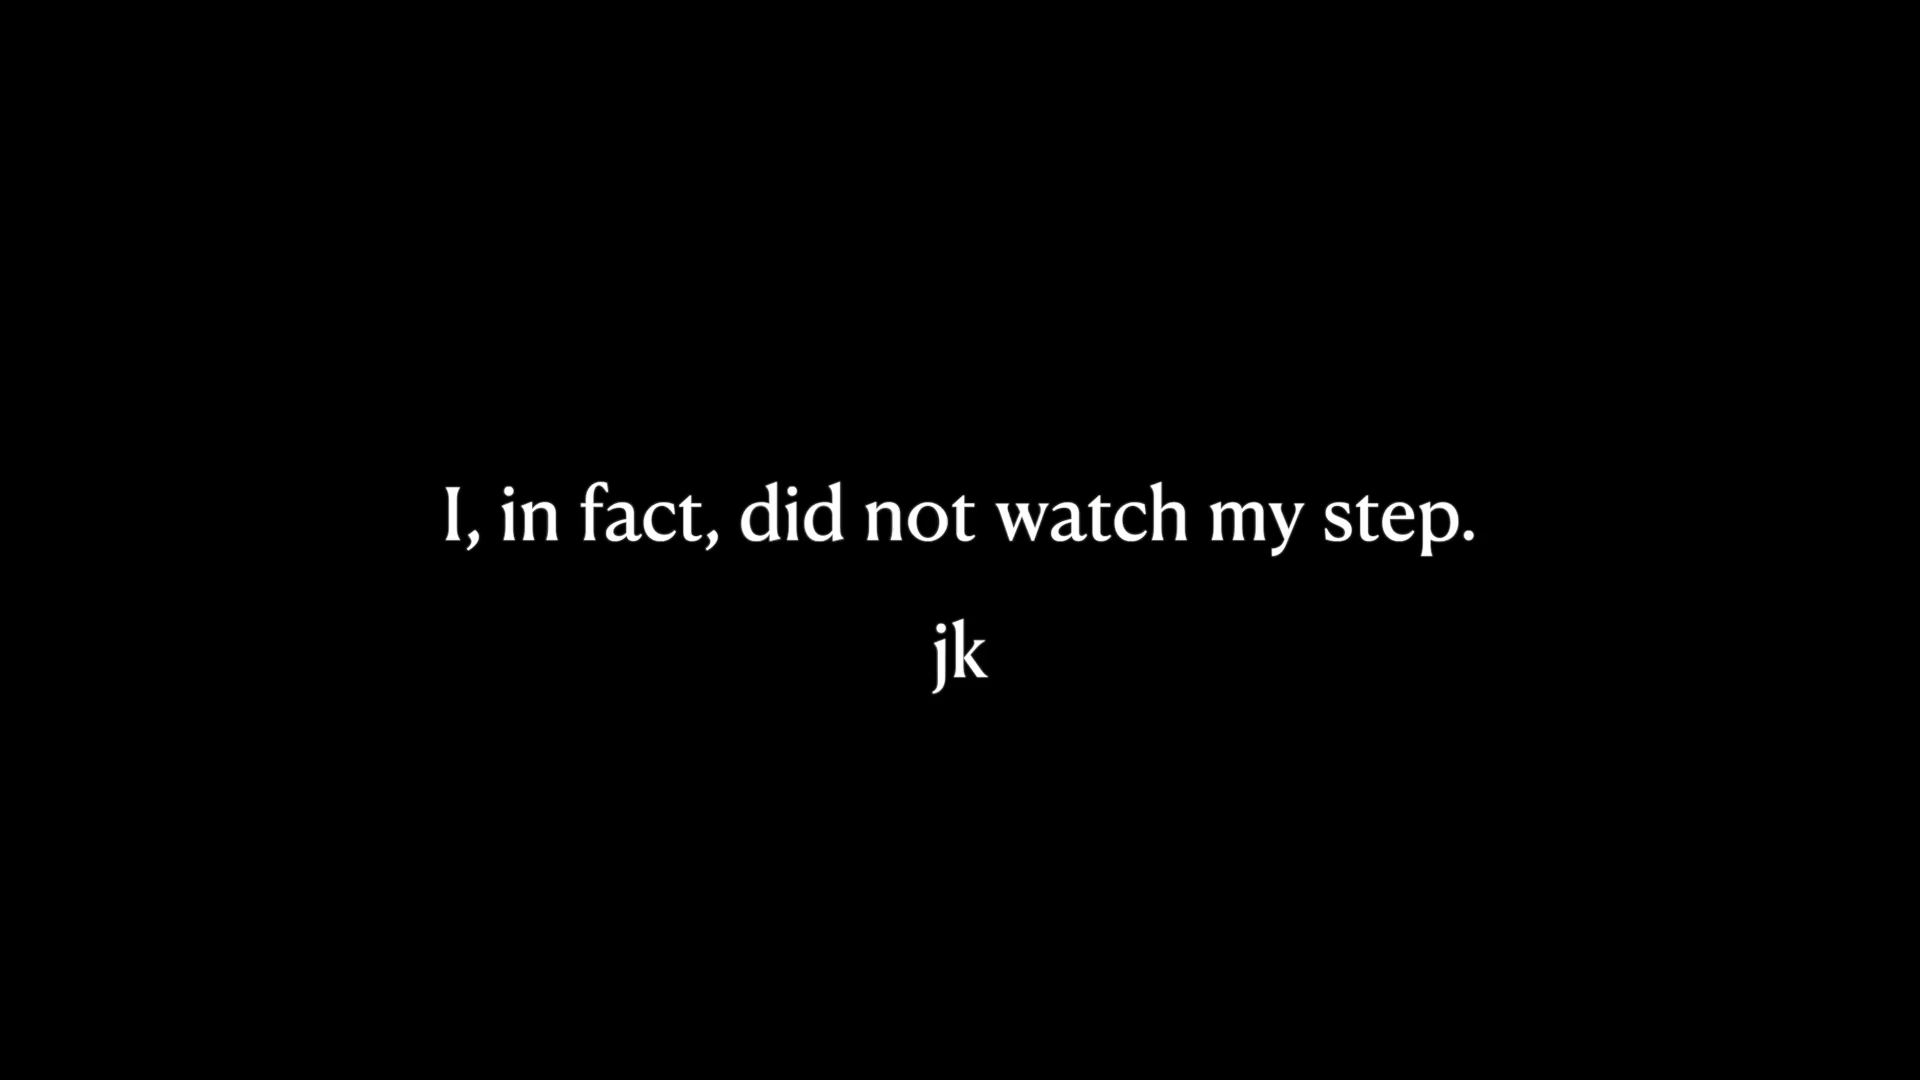 I, in fact, did not watch my step.
jk